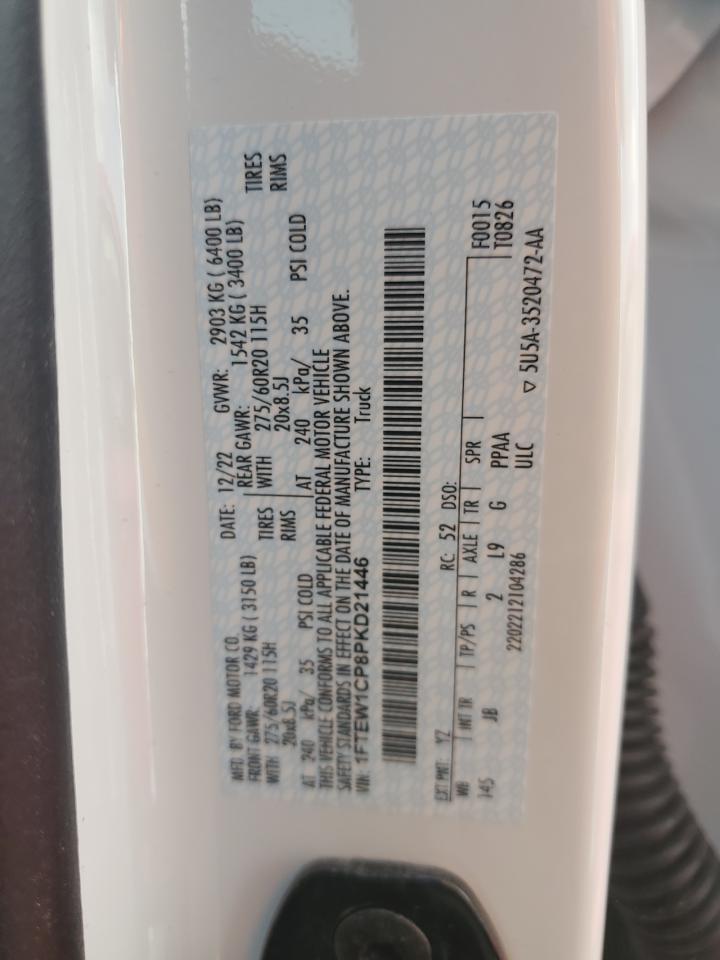 MFD. BY FORD MOTOR CO. DATE: 12/22 GVWR: 2903 KG ( 6400 LB)
FRONT GAWR: 1429 KG ( 3150 LB) REAR GAWR: 1542 KG ( 3400 LB)
WITH 275/60R20 115H TIRES WITH 275/60R20 115H TIRES
20x8.5J RIMS 20x8.5J RIMS
AT 240 kPa/ 35 PSI COLD AT 240 kPa/ 35 PSI COLD
THIS VEHICLE CONFORMS TO ALL APPLICABLE FEDERAL MOTOR VEHICLE
SAFETY STANDARDS IN EFFECT ON THE DATE OF MANUFACTURE SHOWN ABOVE.
VIN: 1FTEW1CP8PKD21446 TYPE: Truck
EXT PNT: YZ RC: 52 DSO:
WB INT TR TP/PS R AXLE TR SPR F0015
145 JB 2 L9 G PPAA T0826
2202212104286 ULC ▽ 5U5A-3520472-AA